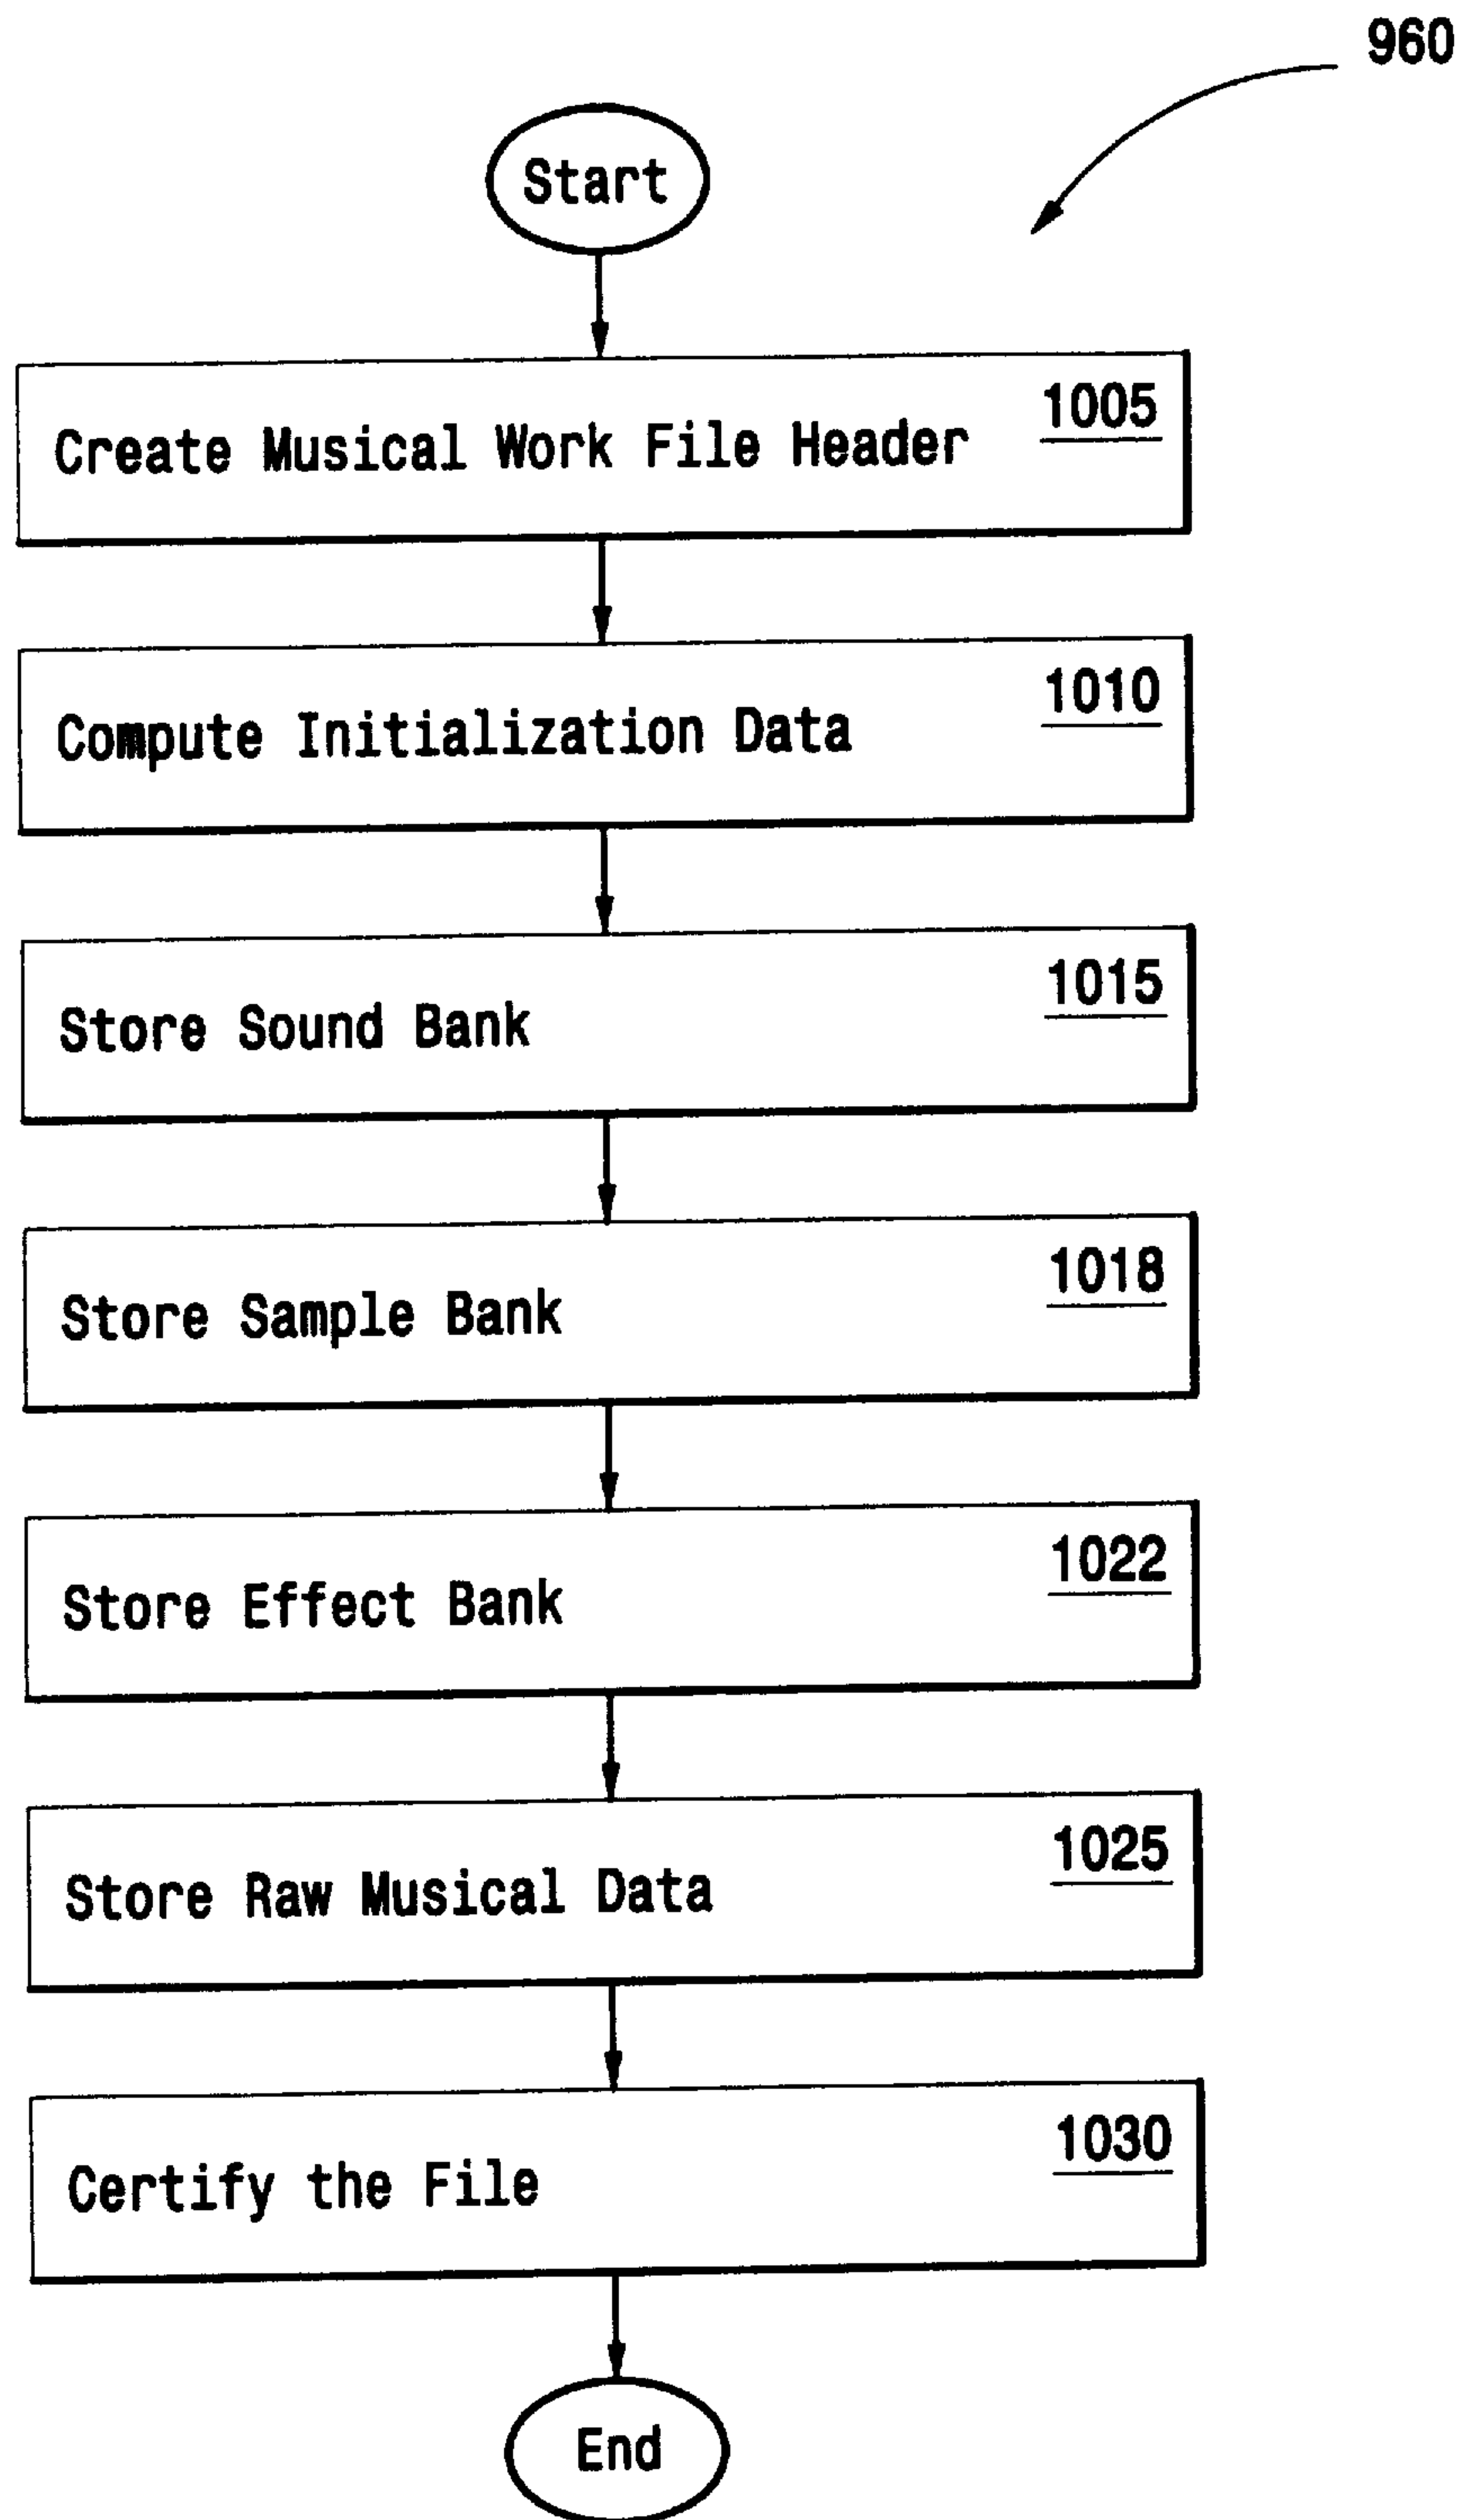 960
Start
1005
Create Musical Work File Header
1010
Compute Initialization Data
1015
Store Sound Bank
1018
Store Sample Bank
1022
Store Effect Bank
1025
Store Raw Musical Data
1030
Certify the File
End